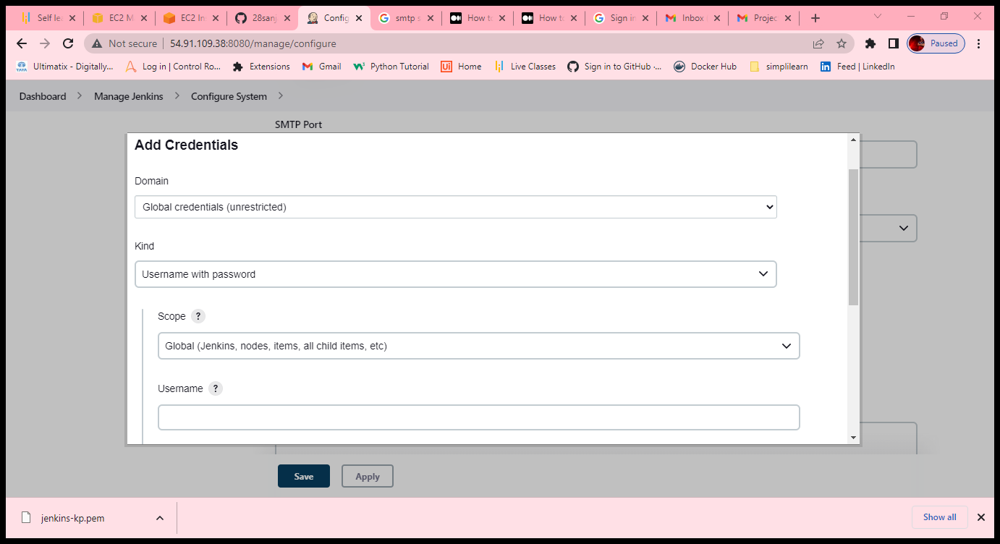 Self lea EC2 M EC2 In 28sanj Config smtp s How to How to Sign in Inbox Projec
Not secure 54.91.109.38:8080/manage/configure Paused
Ultimatix - Digitally... Log in | Control Ro... Extensions Gmail Python Tutorial Home Live Classes Sign in to GitHub ·... Docker Hub simplilearn Feed | LinkedIn
Dashboard Manage Jenkins Configure System
SMTP Port
Add Credentials
Domain
Global credentials (unrestricted)
Kind
Username with password
Scope ?
Global (Jenkins, nodes, items, all child items, etc)
Username ?
Save Apply
jenkins-kp.pem Show all